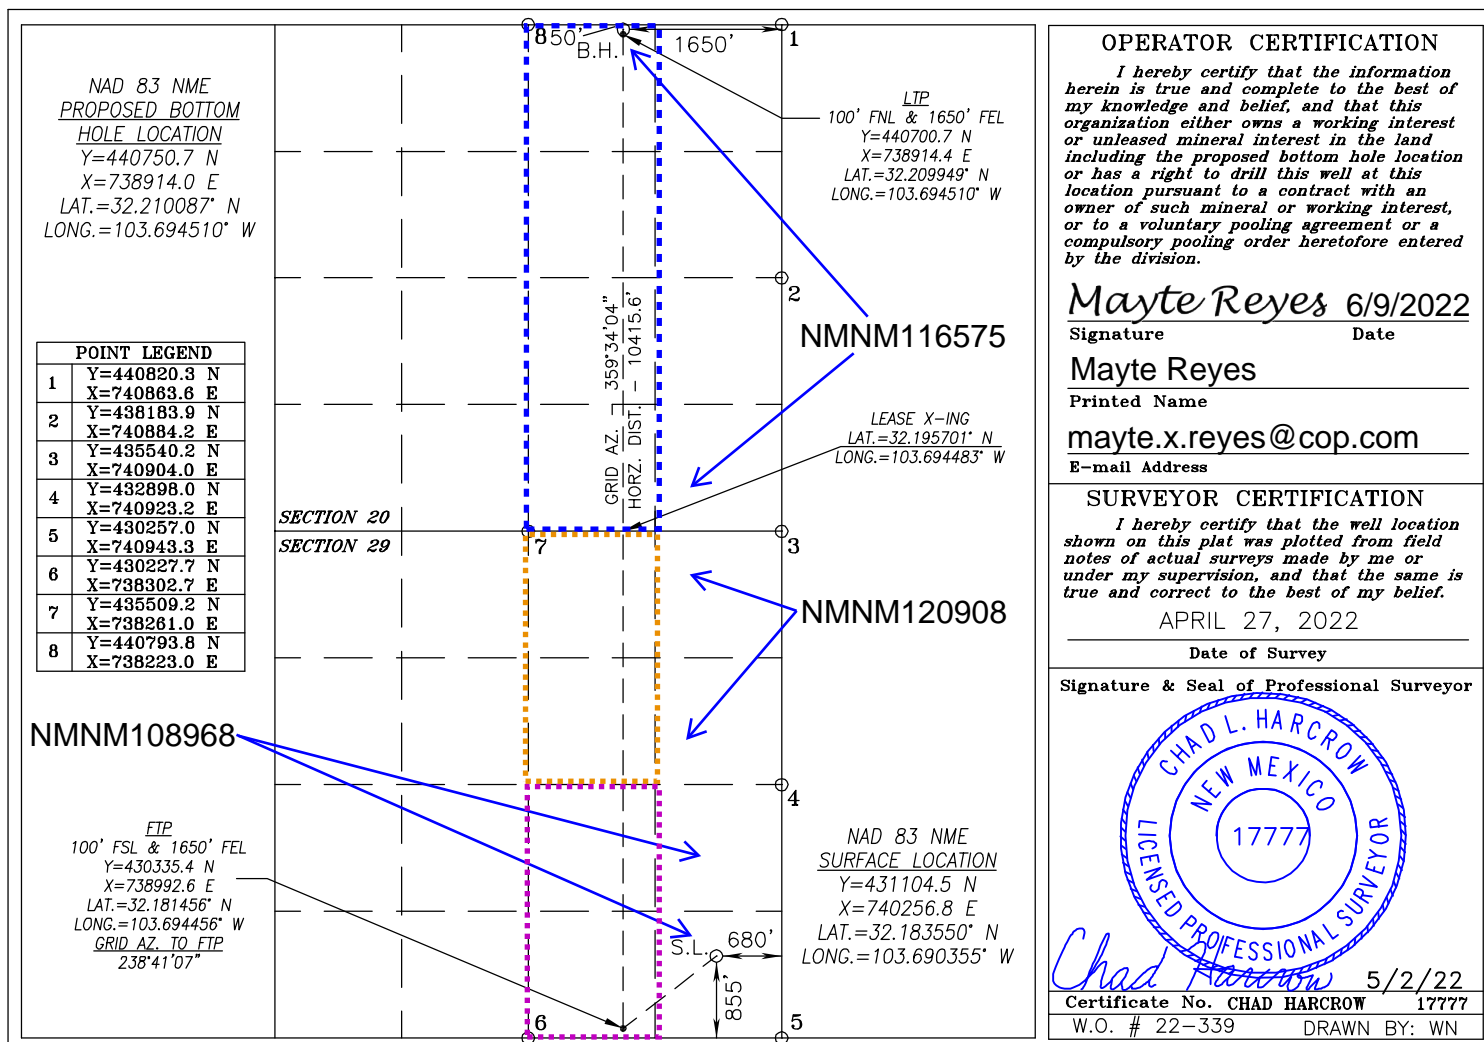 NAD 83 NME
PROPOSED BOTTOM
HOLE LOCATION
Y=440750.7 N
X=738914.0 E
LAT.=32.210087° N
LONG.=103.694510° W
POINT LEGEND
1 Y=440820.3 N
X=740863.6 E
2 Y=438183.9 N
X=740884.2 E
3 Y=435540.2 N
X=740904.0 E
4 Y=432898.0 N
X=740923.2 E
5 Y=430257.0 N
X=740943.3 E
6 Y=430227.7 N
X=738302.7 E
7 Y=435509.2 N
X=738261.0 E
8 Y=440793.8 N
X=738223.0 E
NMNM108968
FTP
100' FSL & 1650' FEL
Y=430335.4 N
X=738992.6 E
LAT.=32.181456° N
LONG.=103.694456° W
GRID AZ. TO FTP
238°41'07"
SECTION 20
SECTION 29
8
50'
B.H.
1650'
1
LTP
100' FNL & 1650' FEL
Y=440700.7 N
X=738914.4 E
LAT.=32.209949° N
LONG.=103.694510° W
2
NMNM116575
GRID AZ. – 359°34'04"
HORZ. DIST. – 10415.6'
LEASE X-ING
LAT.=32.195701° N
LONG.=103.694483° W
7
3
NMNM120908
4
NAD 83 NME
SURFACE LOCATION
Y=431104.5 N
X=740256.8 E
LAT.=32.183550° N
LONG.=103.690355° W
S.L.
680'
855'
6
5
OPERATOR CERTIFICATION
I hereby certify that the information
herein is true and complete to the best of
my knowledge and belief, and that this
organization either owns a working interest
or unleased mineral interest in the land
including the proposed bottom hole location
or has a right to drill this well at this
location pursuant to a contract with an
owner of such mineral or working interest,
or to a voluntary pooling agreement or a
compulsory pooling order heretofore entered
by the division.
Mayte Reyes 6/9/2022
Signature Date
Mayte Reyes
Printed Name
mayte.x.reyes@cop.com
E-mail Address
SURVEYOR CERTIFICATION
I hereby certify that the well location
shown on this plat was plotted from field
notes of actual surveys made by me or
under my supervision, and that the same is
true and correct to the best of my belief.
APRIL 27, 2022
Date of Survey
Signature & Seal of Professional Surveyor
CHAD L. HARCROW
NEW MEXICO
17777
LICENSED PROFESSIONAL SURVEYOR
Chad Harcrow 5/2/22
Certificate No. CHAD HARCROW 17777
W.O. # 22-339 DRAWN BY: WN